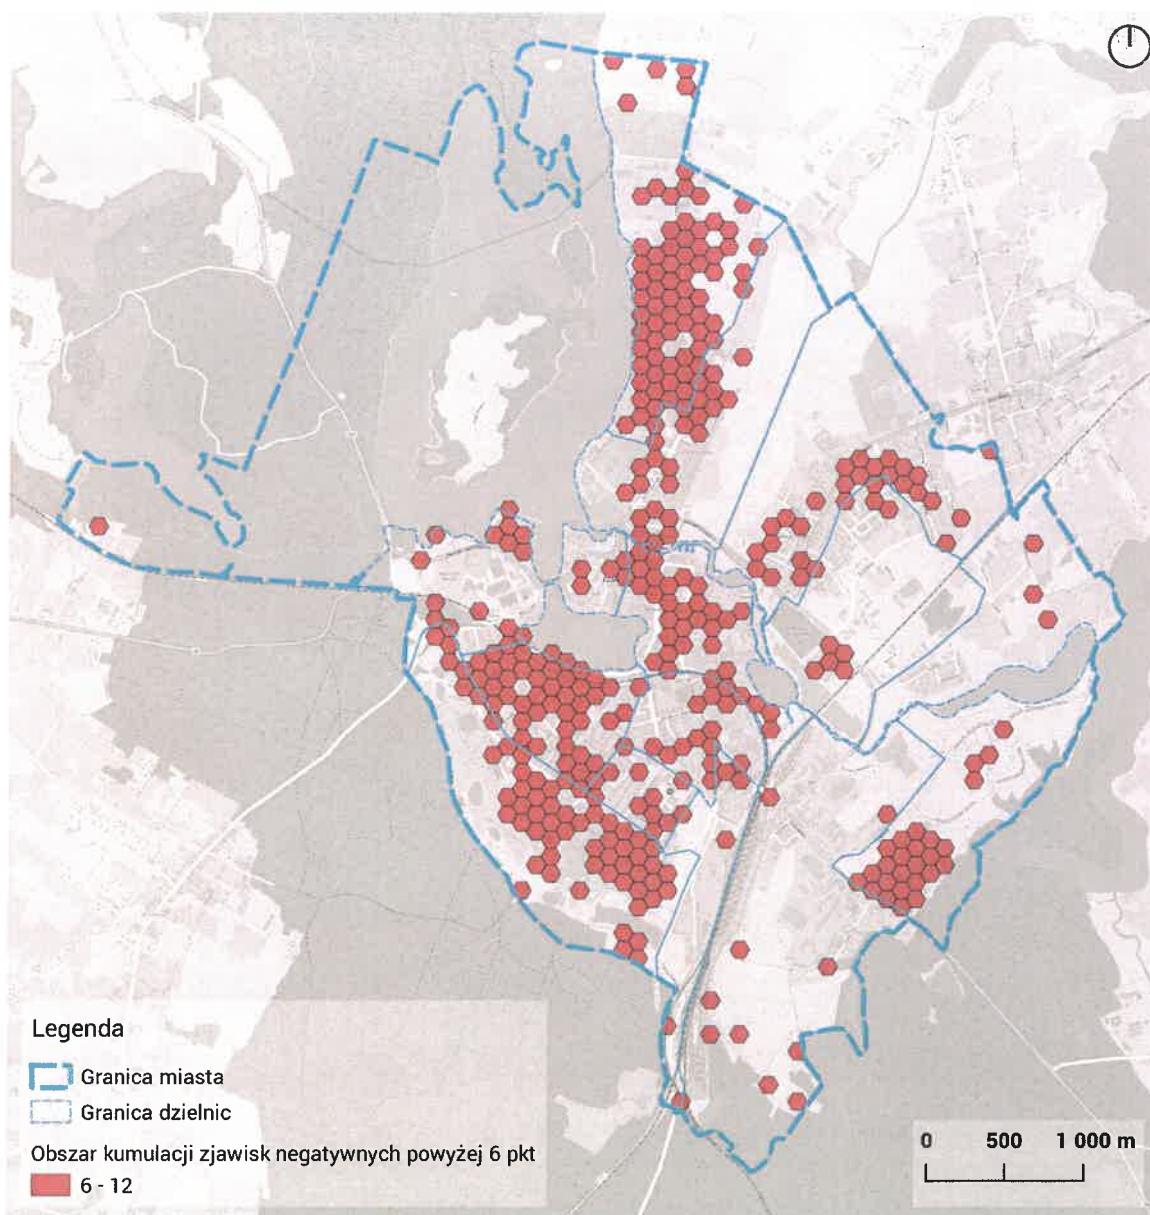 Legenda
Granica miasta
Granica dzielnic
Obszar kumulacji zjawisk negatywnych powyżej 6 pkt
6 - 12
0 500 1 000 m